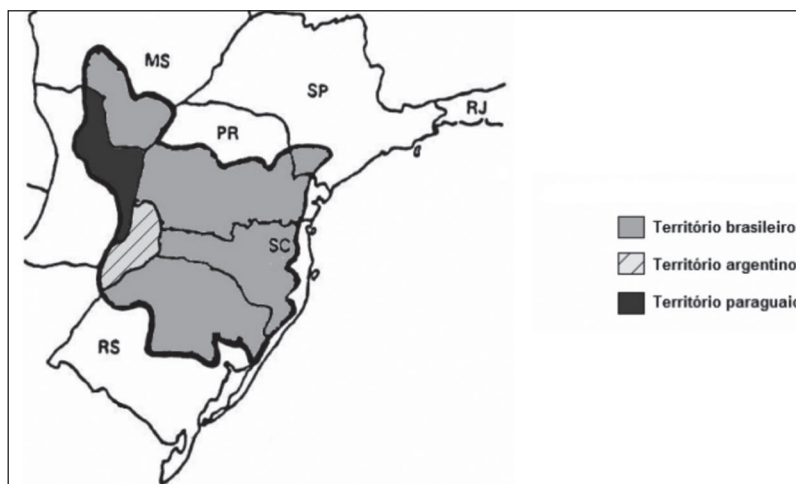 MS
SP
RJ
PR
SC
RS
Território brasileiro
Território argentino
Território paraguaio